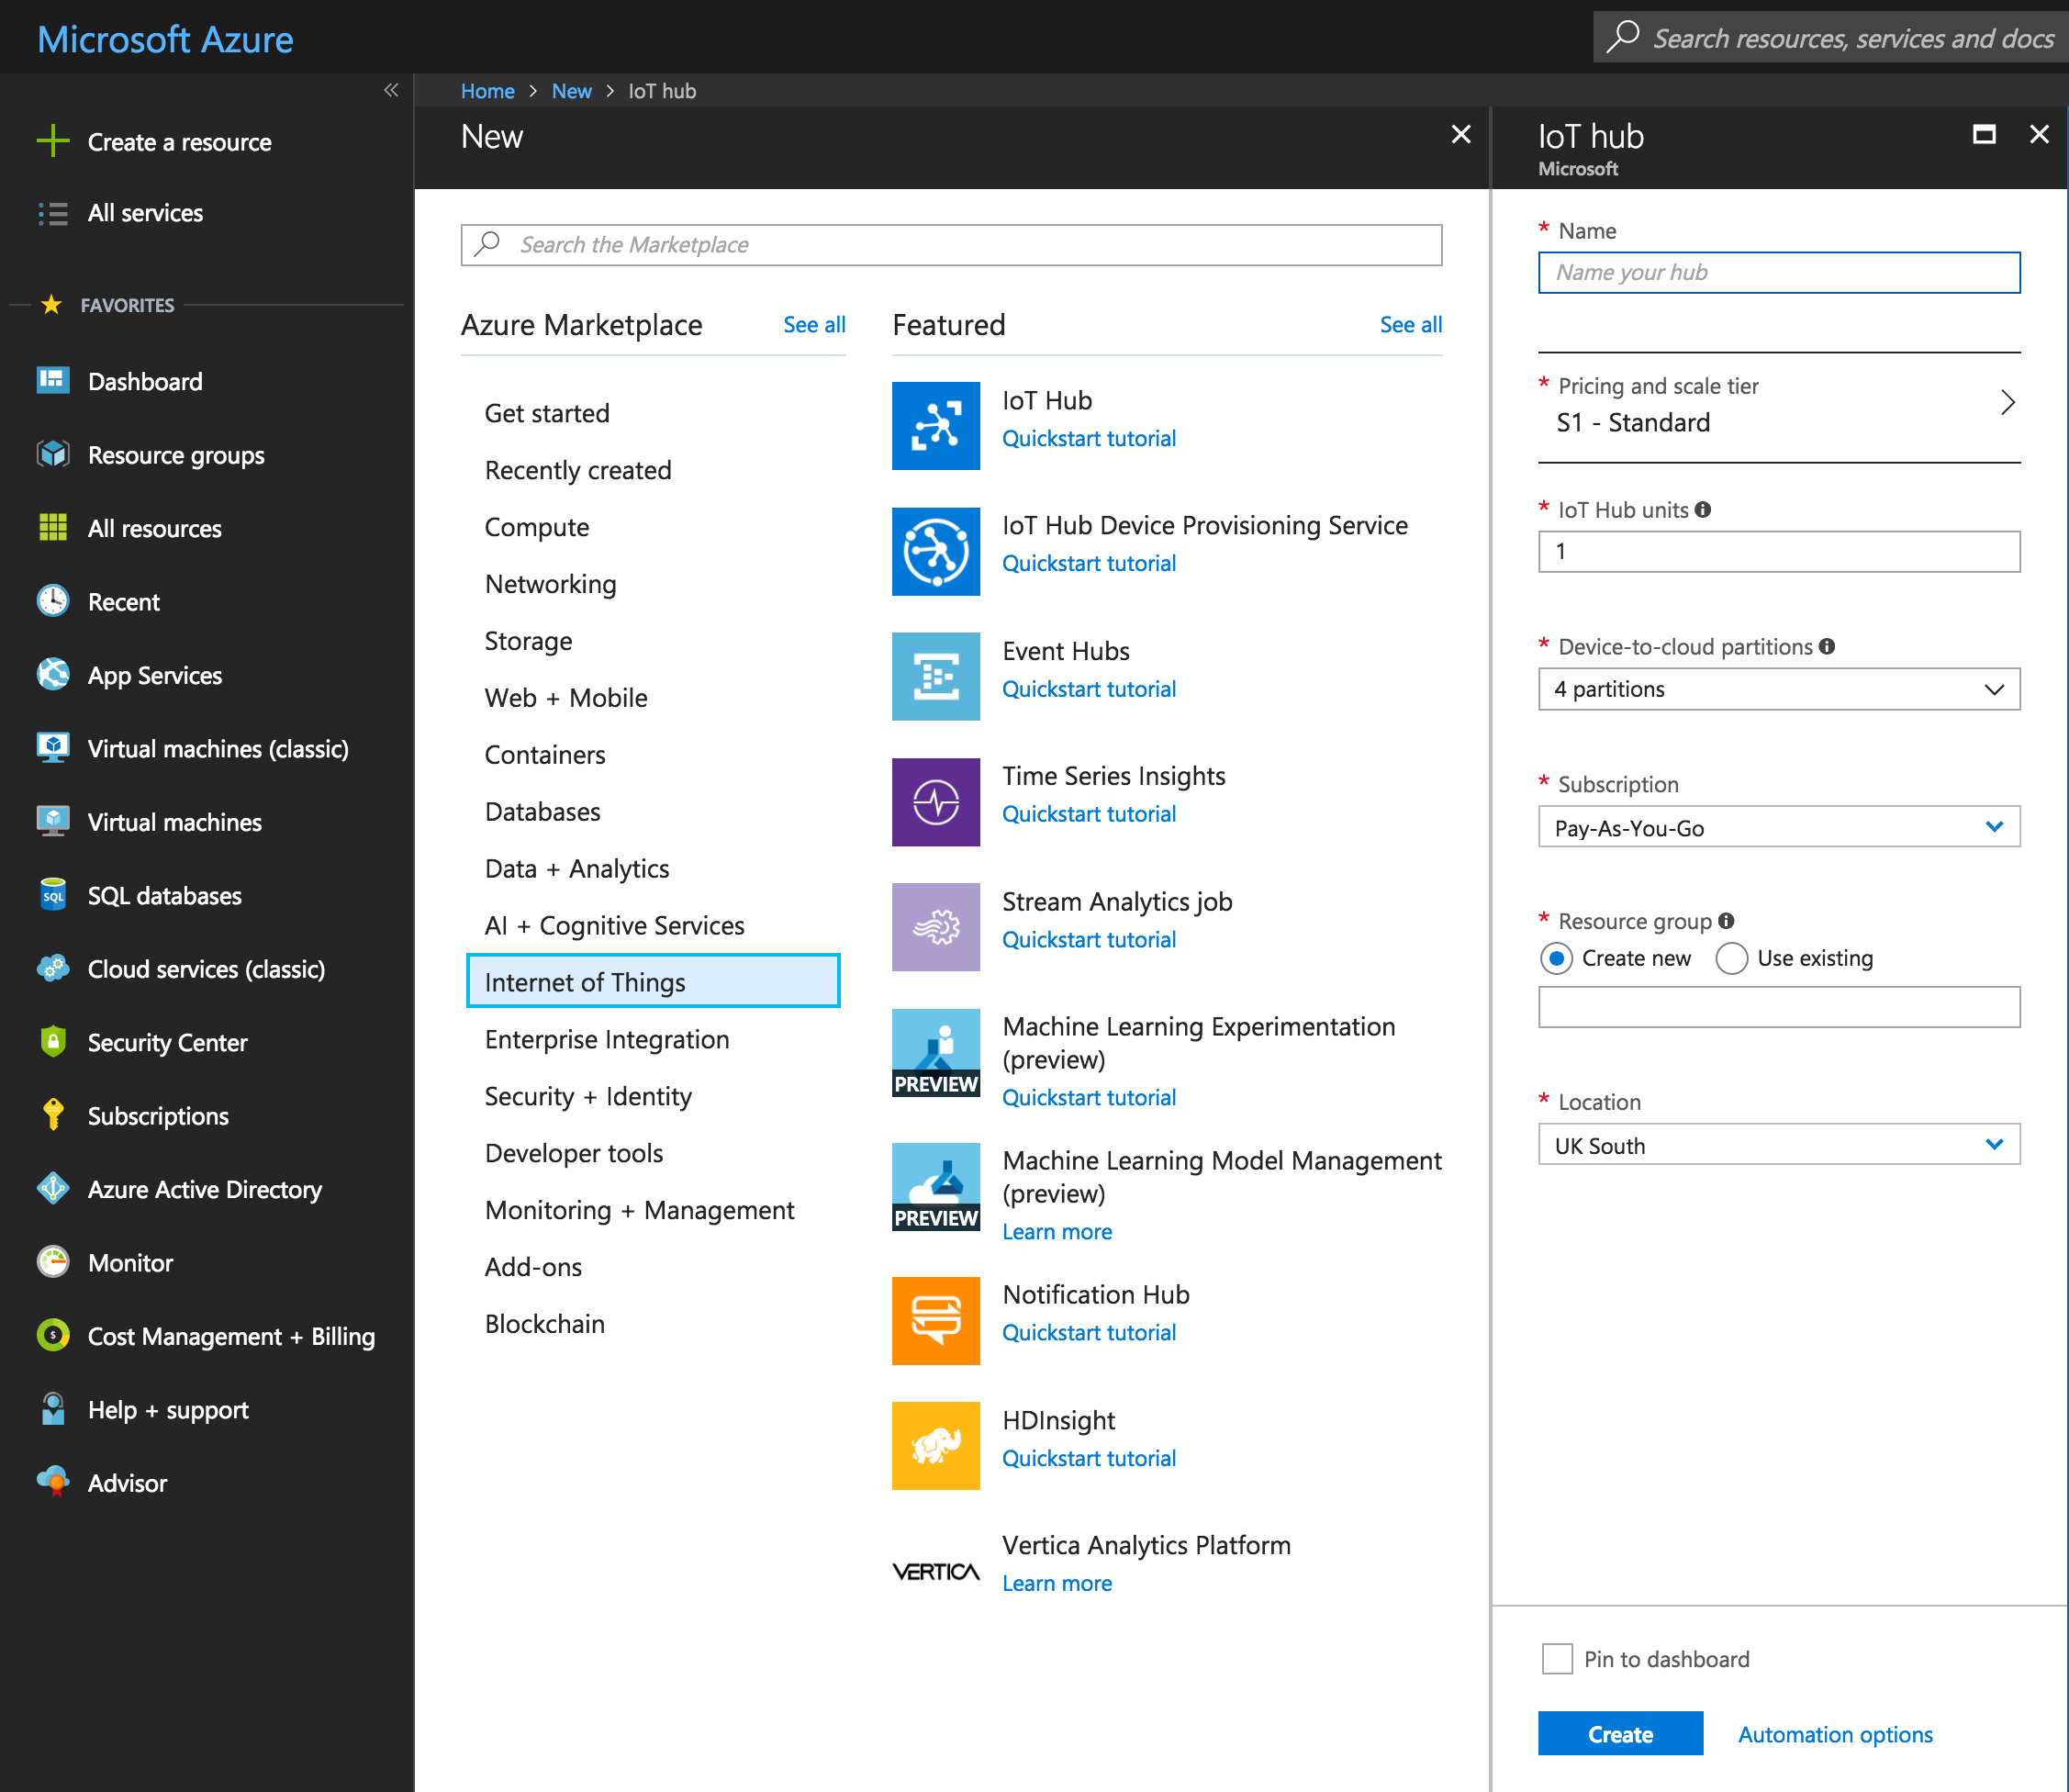 Microsoft Azure
Search resources, services and docs
Home > New > IoT hub
Create a resource
All services
FAVORITES
Dashboard
Resource groups
All resources
Recent
App Services
Virtual machines (classic)
Virtual machines
SQL
SQL databases
Cloud services (classic)
Security Center
Subscriptions
Azure Active Directory
Monitor
Cost Management + Billing
Help + support
Advisor
New
Search the Marketplace
Azure Marketplace See all
Get started
Recently created
Compute
Networking
Storage
Web + Mobile
Containers
Databases
Data + Analytics
AI + Cognitive Services
Internet of Things
Enterprise Integration
Security + Identity
Developer tools
Monitoring + Management
Add-ons
Blockchain
Featured See all
IoT Hub
Quickstart tutorial
IoT Hub Device Provisioning Service
Quickstart tutorial
Event Hubs
Quickstart tutorial
Time Series Insights
Quickstart tutorial
Stream Analytics job
Quickstart tutorial
Machine Learning Experimentation
(preview)
PREVIEW
Quickstart tutorial
Machine Learning Model Management
(preview)
PREVIEW
Learn more
Notification Hub
Quickstart tutorial
HDInsight
Quickstart tutorial
Vertica Analytics Platform
VERTICA
Learn more
IoT hub
Microsoft
* Name
Name your hub
* Pricing and scale tier
S1 - Standard
* IoT Hub units
1
* Device-to-cloud partitions
4 partitions
* Subscription
Pay-As-You-Go
* Resource group
Create new Use existing
* Location
UK South
Pin to dashboard
Create Automation options